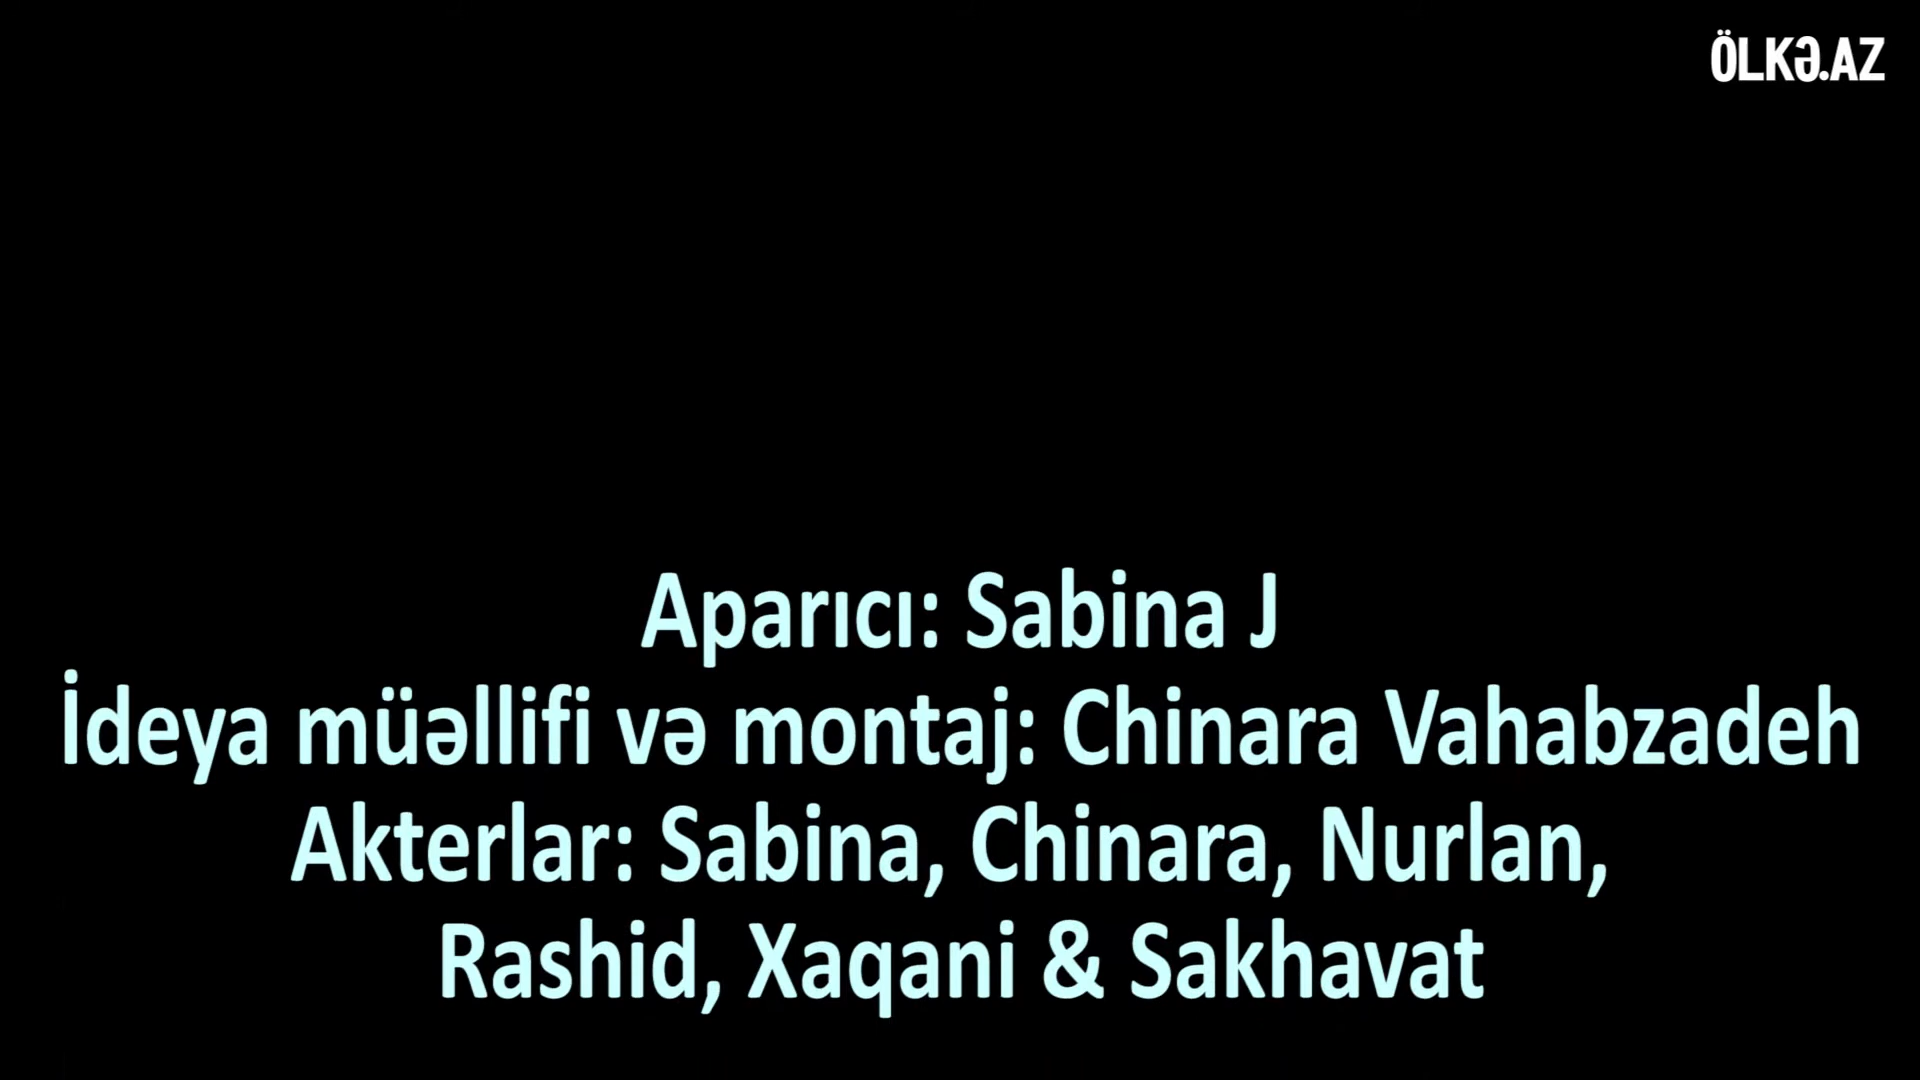 ÖLKƏ.AZ
Aparıcı: Sabina J
İdeya müəllifi və montaj: Chinara Vahabzadeh
Akterlar: Sabina, Chinara, Nurlan,
Rashid, Xaqani & Sakhavat